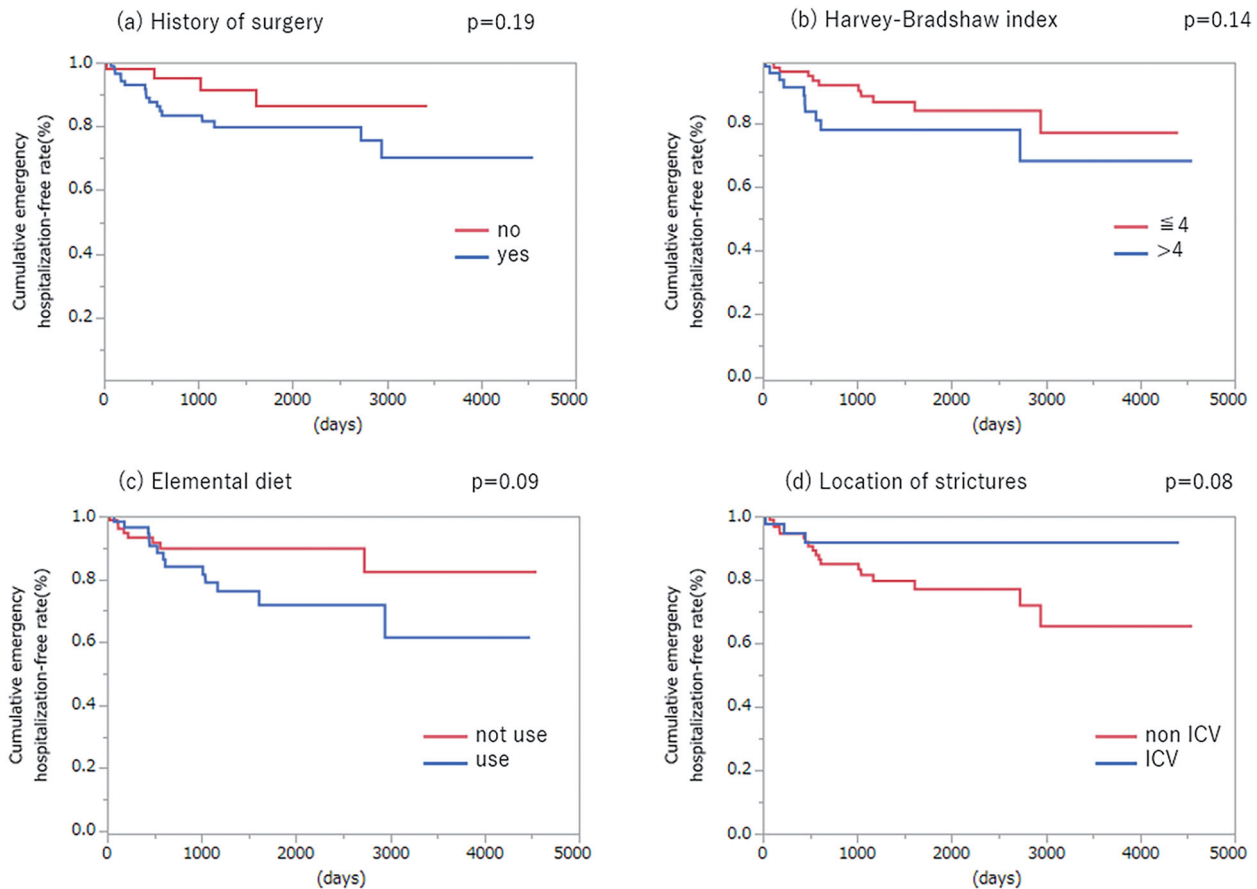 (a) History of surgery p=0.19
Cumulative emergency
hospitalization-free rate(%)
1.0
0.8
0.6
0.4
0.2
no
yes
0 1000 2000 3000 4000 5000
(days)
(b) Harvey-Bradshaw index p=0.14
Cumulative emergency
hospitalization-free rate(%)
0.8
0.6
0.4
0.2
0.0
≦4
>4
0 1000 2000 3000 4000 5000
(days)
(c) Elemental diet p=0.09
Cumulative emergency
hospitalization-free rate(%)
1.0
0.8
0.6
0.4
0.2
0.0
not use
use
0 1000 2000 3000 4000 5000
(days)
(d) Location of strictures p=0.08
Cumulative emergency
hospitalization-free rate(%)
1.0
0.8
0.6
0.4
0.2
0.0
non ICV
ICV
0 1000 2000 3000 4000 5000
(days)